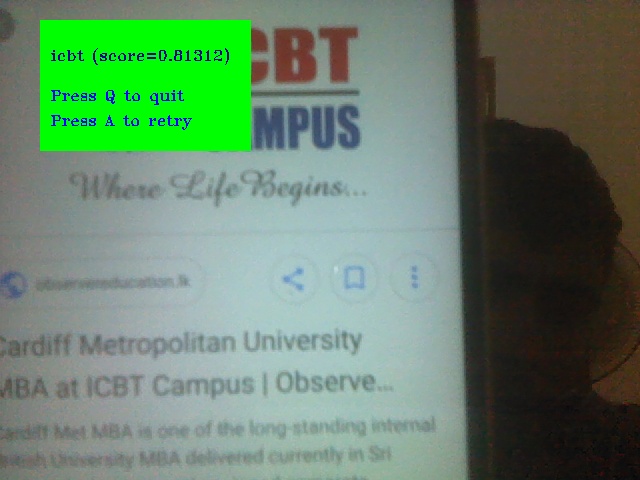 icbt (score=0.81312)
Press Q to quit
Press A to retry
CBT
MPUS
Where Life Begins...
observereducation.lk
Cardiff Metropolitan University
MBA at ICBT Campus | Observe...
Cardiff Met MBA is one of the long-standing internal
British University MBA delivered currently in Sri